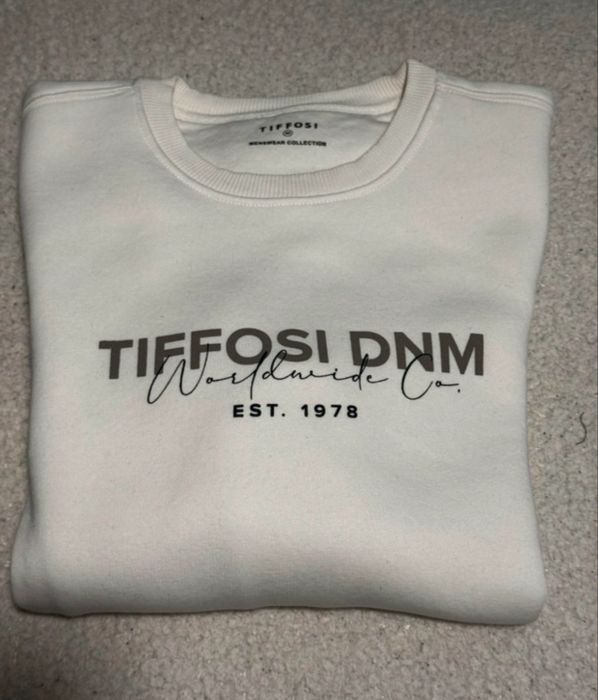 TIFFOSI
MENSWEAR COLLECTION
TIFFOSI DNM
Worldwide Co.
EST. 1978